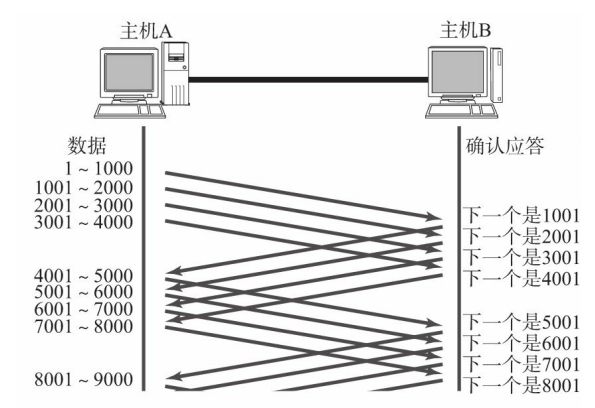 主机A
主机B
数据
确认应答
1 ~ 1000
1001 ~ 2000
2001 ~ 3000
3001 ~ 4000
下一个是1001
下一个是2001
下一个是3001
下一个是4001
4001 ~ 5000
5001 ~ 6000
6001 ~ 7000
7001 ~ 8000
下一个是5001
下一个是6001
下一个是7001
下一个是8001
8001 ~ 9000